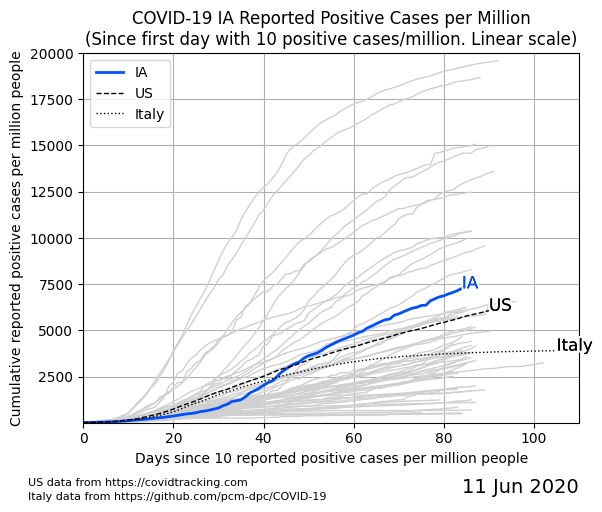 COVID-19 IA Reported Positive Cases per Million
(Since first day with 10 positive cases/million. Linear scale)
Cumulative reported positive cases per million people
20000
17500
15000
12500
10000
7500
5000
2500
IA
US
Italy
IA
US
Italy
0
20
40
60
80
100
Days since 10 reported positive cases per million people
US data from https://covidtracking.com
Italy data from https://github.com/pcm-dpc/COVID-19
11 Jun 2020